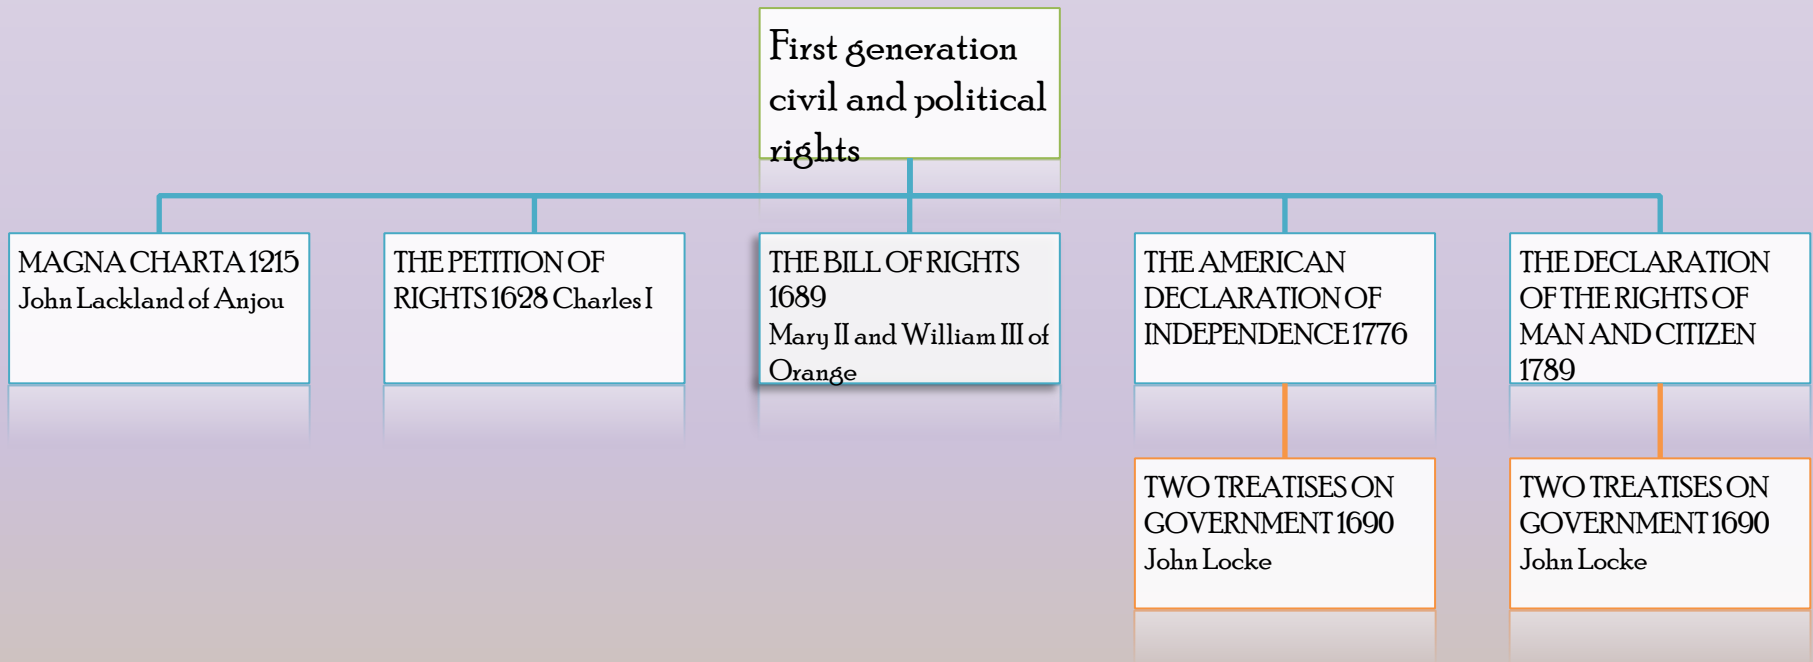 First generation
civil and political
rights
MAGNA CHARTA 1215
John Lackland of Anjou
THE PETITION OF
RIGHTS 1628 Charles I
THE BILL OF RIGHTS
1689
Mary II and William III of
Orange
THE AMERICAN
DECLARATION OF
INDEPENDENCE 1776
THE DECLARATION
OF THE RIGHTS OF
MAN AND CITIZEN
1789
TWO TREATISES ON
GOVERNMENT 1690
John Locke
TWO TREATISES ON
GOVERNMENT 1690
John Locke